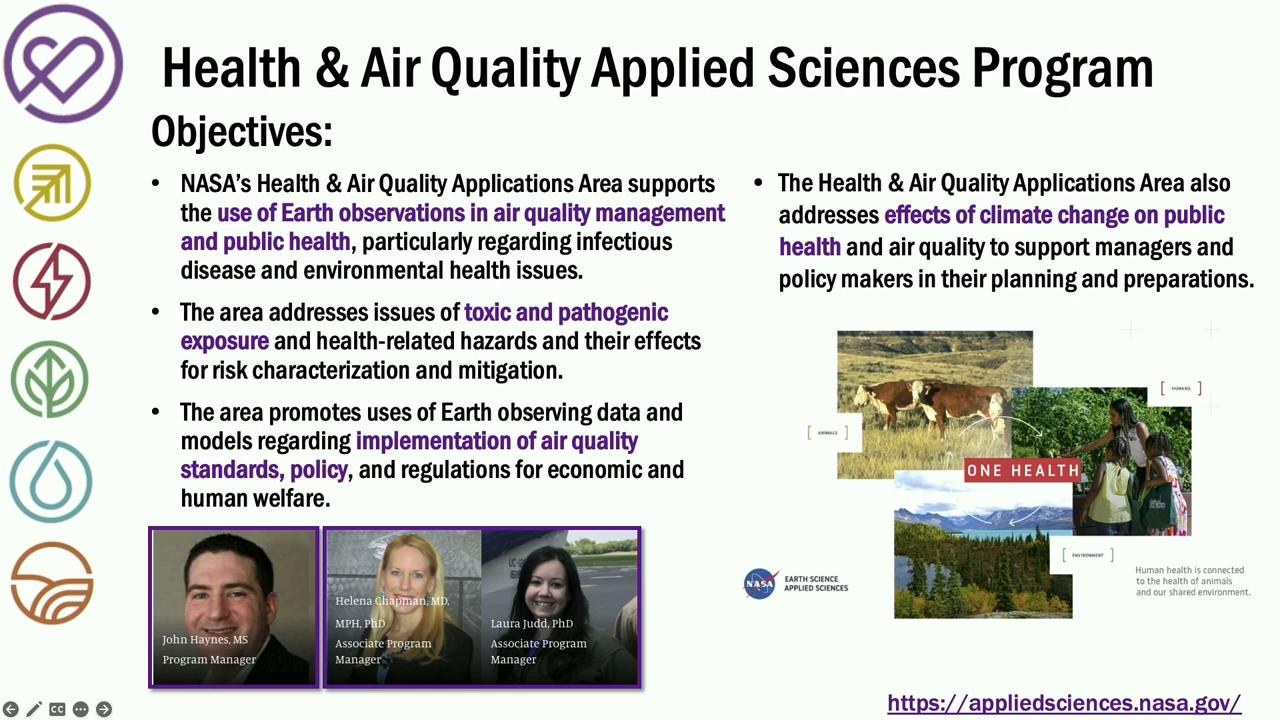 Health & Air Quality Applied Sciences Program
Objectives:
• NASA's Health & Air Quality Applications Area supports
the use of Earth observations in air quality management
and public health, particularly regarding infectious
disease and environmental health issues.
• The area addresses issues of toxic and pathogenic
exposure and health-related hazards and their effects
for risk characterization and mitigation.
• The area promotes uses of Earth observing data and
models regarding implementation of air quality
standards, policy, and regulations for economic and
human welfare.
John Haynes, MS
Program Manager
Helena Chapman, MD,
MPH, PhD
Associate Program
Manager
Laura Judd, PhD
Associate Program
Manager
• The Health & Air Quality Applications Area also
addresses effects of climate change on public
health and air quality to support managers and
policy makers in their planning and preparations.
[ HUMANS ]
[ ANIMALS ]
ONE HEALTH
[ ENVIRONMENT ]
NASA
EARTH SCIENCE
APPLIED SCIENCES
Human health is connected
to the health of animals
and our shared environment.
https://appliedsciences.nasa.gov/
CC